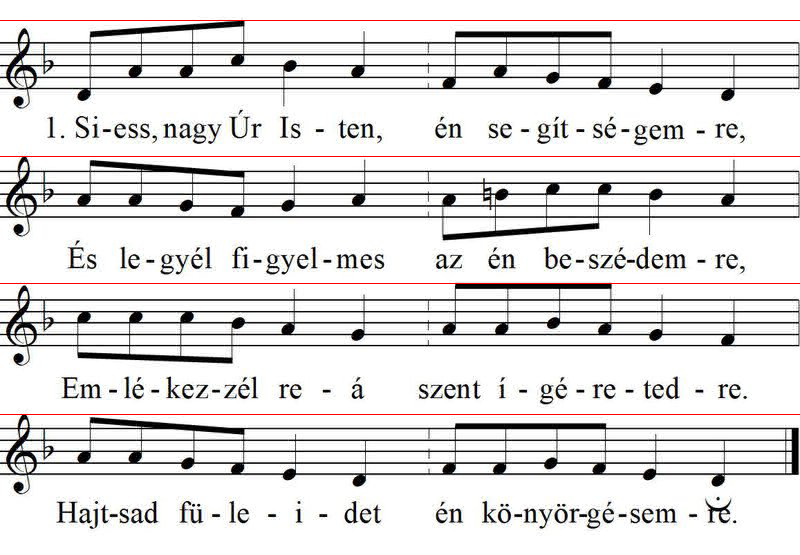 1. Si-ess, nagy Úr Is - ten, én se - gít - sé - gem - re,
És le - gyél fi - gyel - mes az én be - szé - dem - re,
Em - lé - kez - zél re - á szent í - gé - re - ted - re.
Hajt - sad fü - le - i - det én kö - nyör - gé - sem - re.